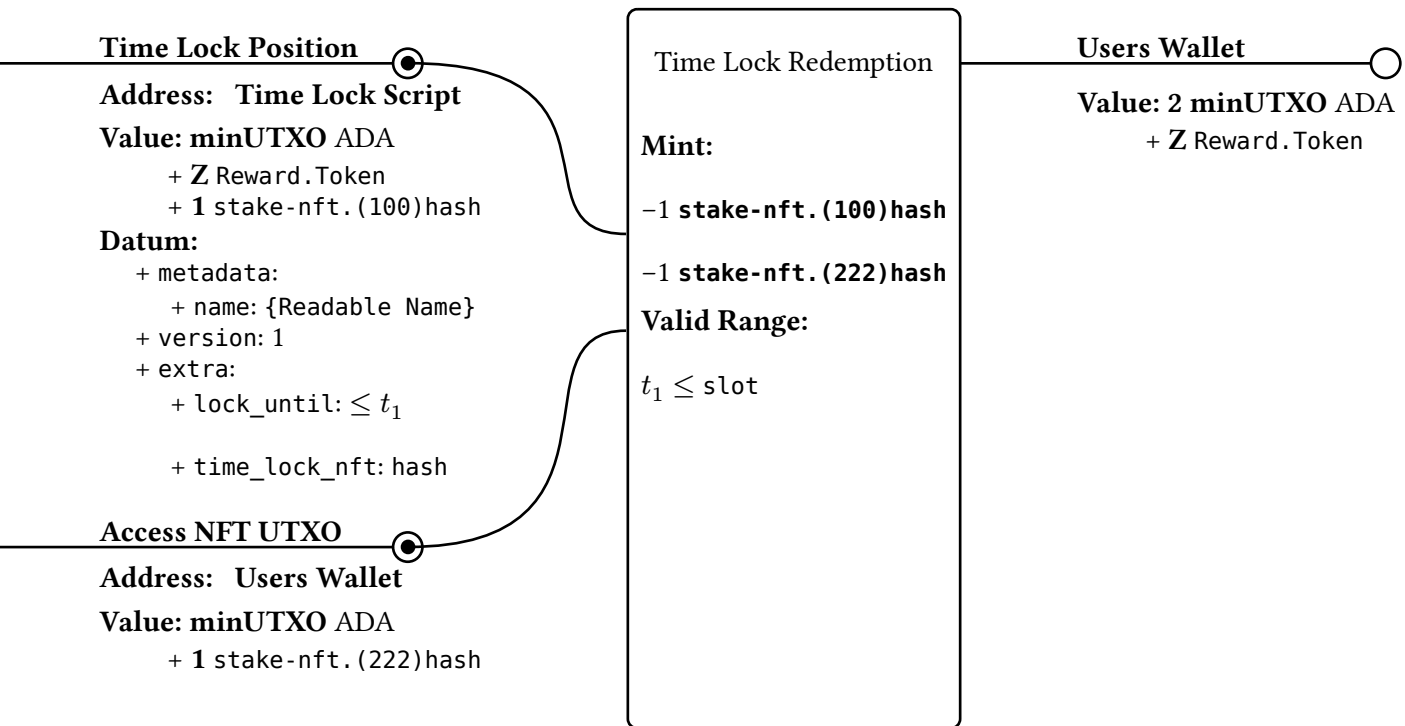 Time Lock Position
Address: Time Lock Script
Value: minUTXO ADA
+ Z Reward.Token
+ 1 stake-nft.(100)hash
Datum:
+ metadata:
+ name: {Readable Name}
+ version: 1
+ extra:
+ lock_until: ≤ t₁
+ time_lock_nft: hash
Access NFT UTXO
Address: Users Wallet
Value: minUTXO ADA
+ 1 stake-nft.(222)hash
Time Lock Redemption
Mint:
−1 stake-nft.(100)hash
−1 stake-nft.(222)hash
Valid Range:
t₁ ≤ slot
Users Wallet
Value: 2 minUTXO ADA
+ Z Reward.Token